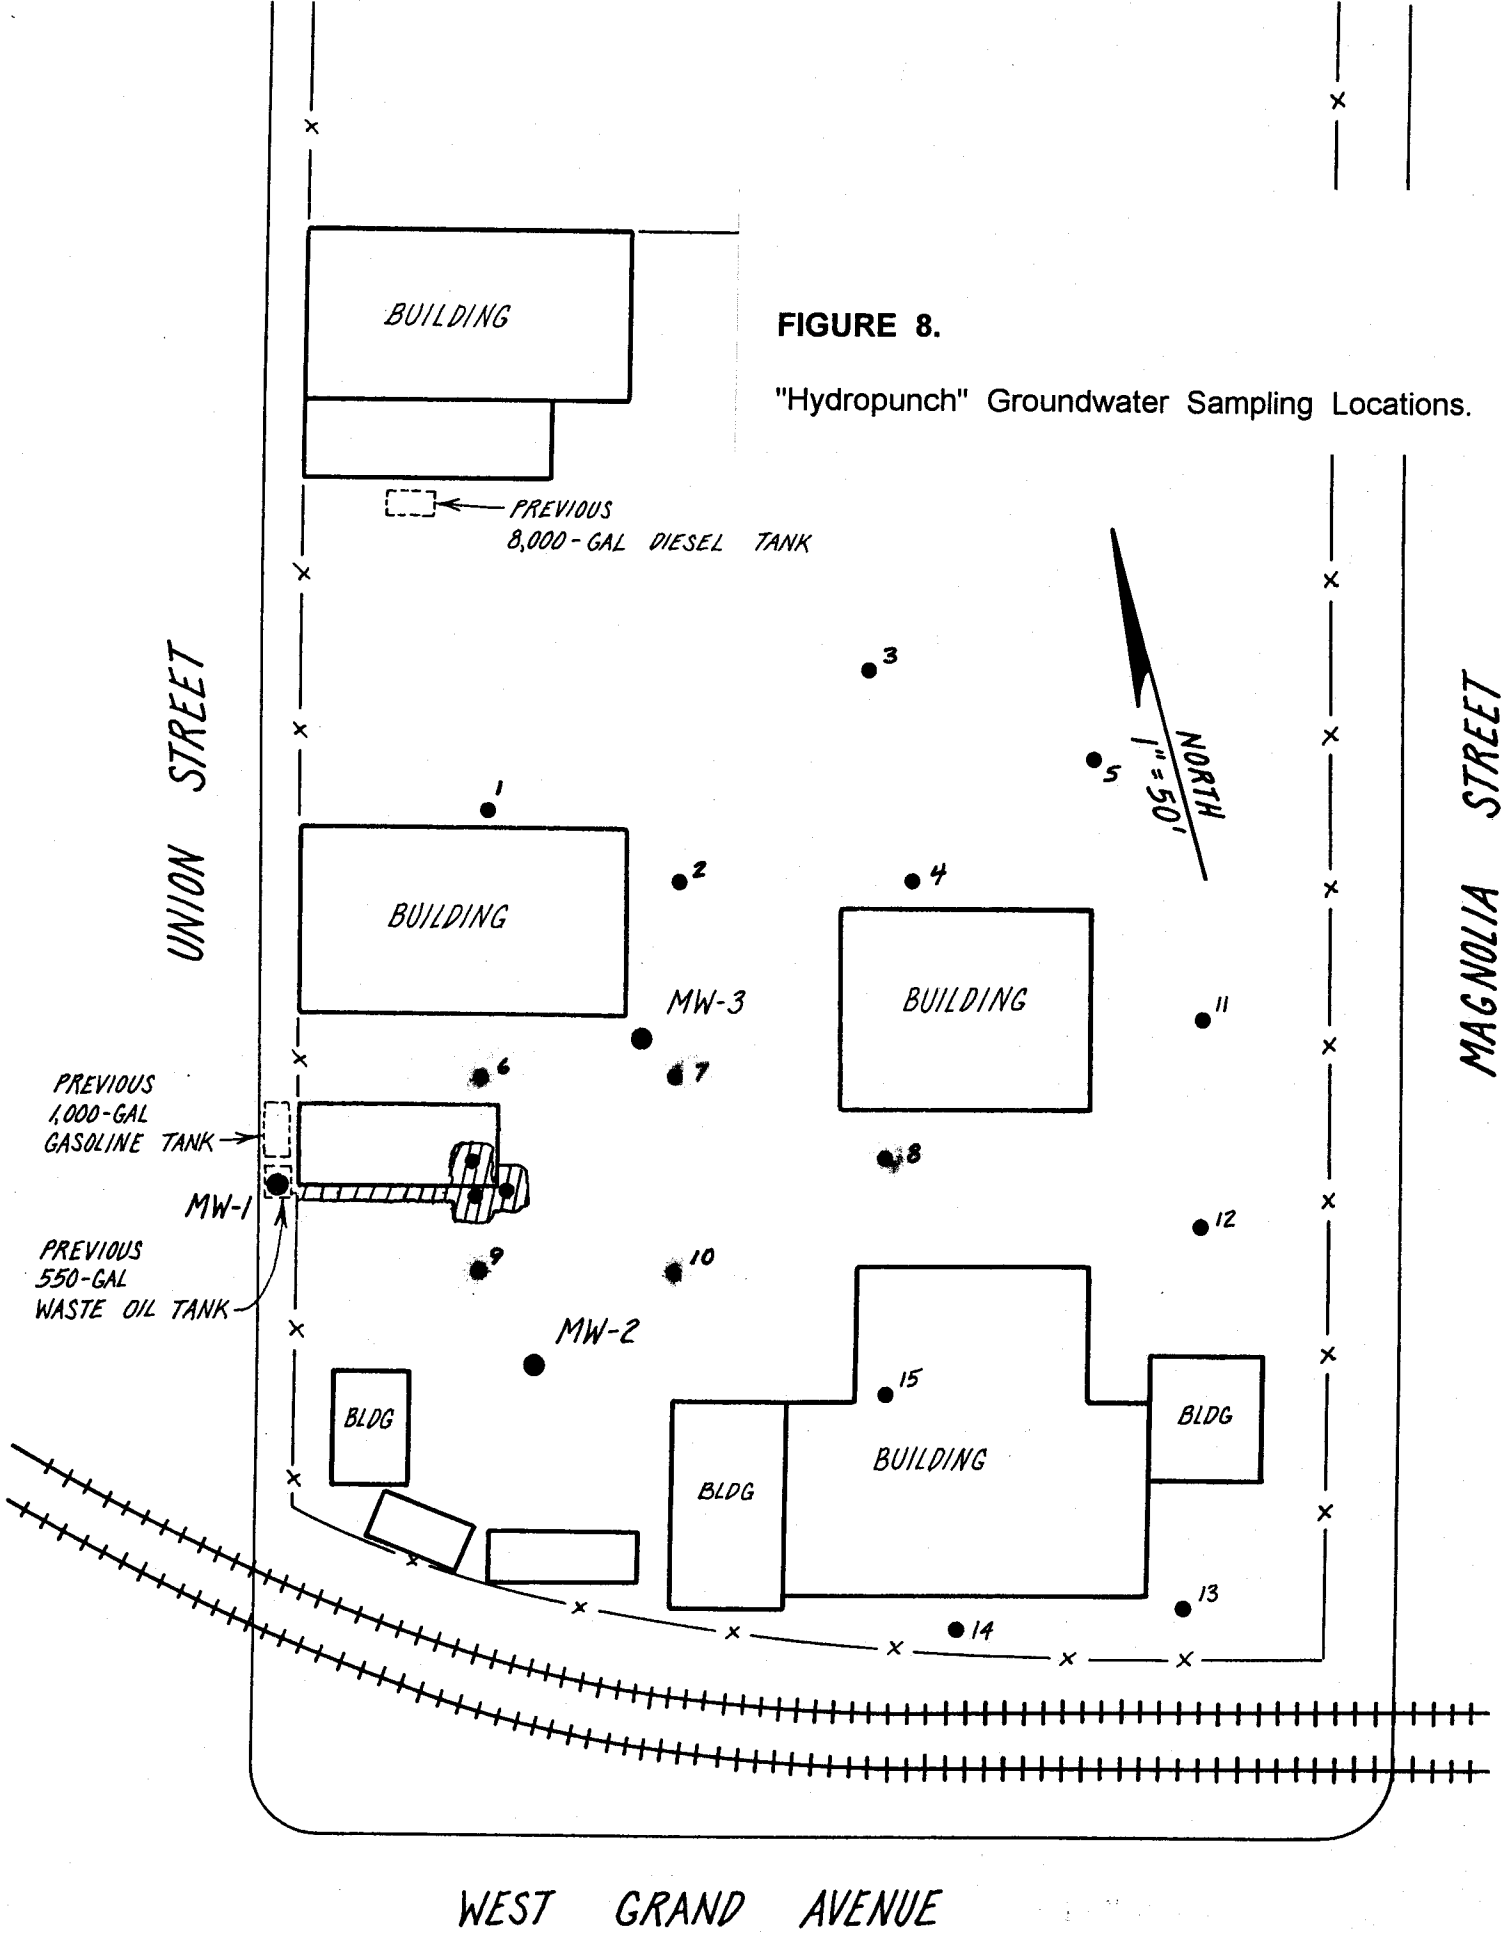 BUILDING
FIGURE 8.
"Hydropunch" Groundwater Sampling Locations.
PREVIOUS
8,000-GAL DIESEL TANK
UNION STREET
MAGNOLIA STREET
NORTH
1" = 50'
3
5
1
2
4
BUILDING
MW-3
BUILDING
11
6
7
PREVIOUS
1,000-GAL
GASOLINE TANK
8
MW-1
12
PREVIOUS
550-GAL
WASTE OIL TANK
9
10
MW-2
15
BLDG
BLDG
BUILDING
BLDG
13
14
WEST GRAND AVENUE